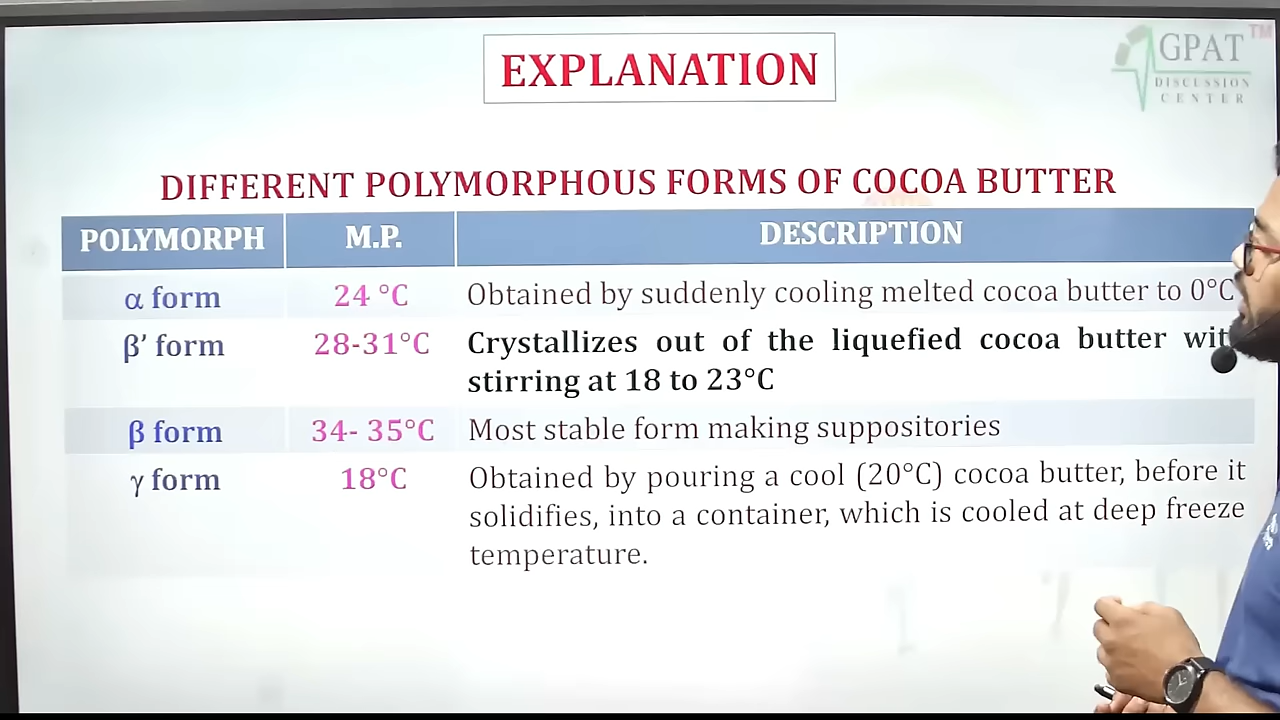 EXPLANATION
GPAT TM
DISCUSSION
CENTER
DIFFERENT POLYMORPHOUS FORMS OF COCOA BUTTER
POLYMORPH M.P. DESCRIPTION
α form 24 °C Obtained by suddenly cooling melted cocoa butter to 0°C
β’ form 28-31°C Crystallizes out of the liquefied cocoa butter
stirring at 18 to 23°C
β form 34- 35°C Most stable form making suppositories
γ form 18°C Obtained by pouring a cool (20°C) cocoa butter, before it
solidifies, into a container, which is cooled at deep freeze
temperature.